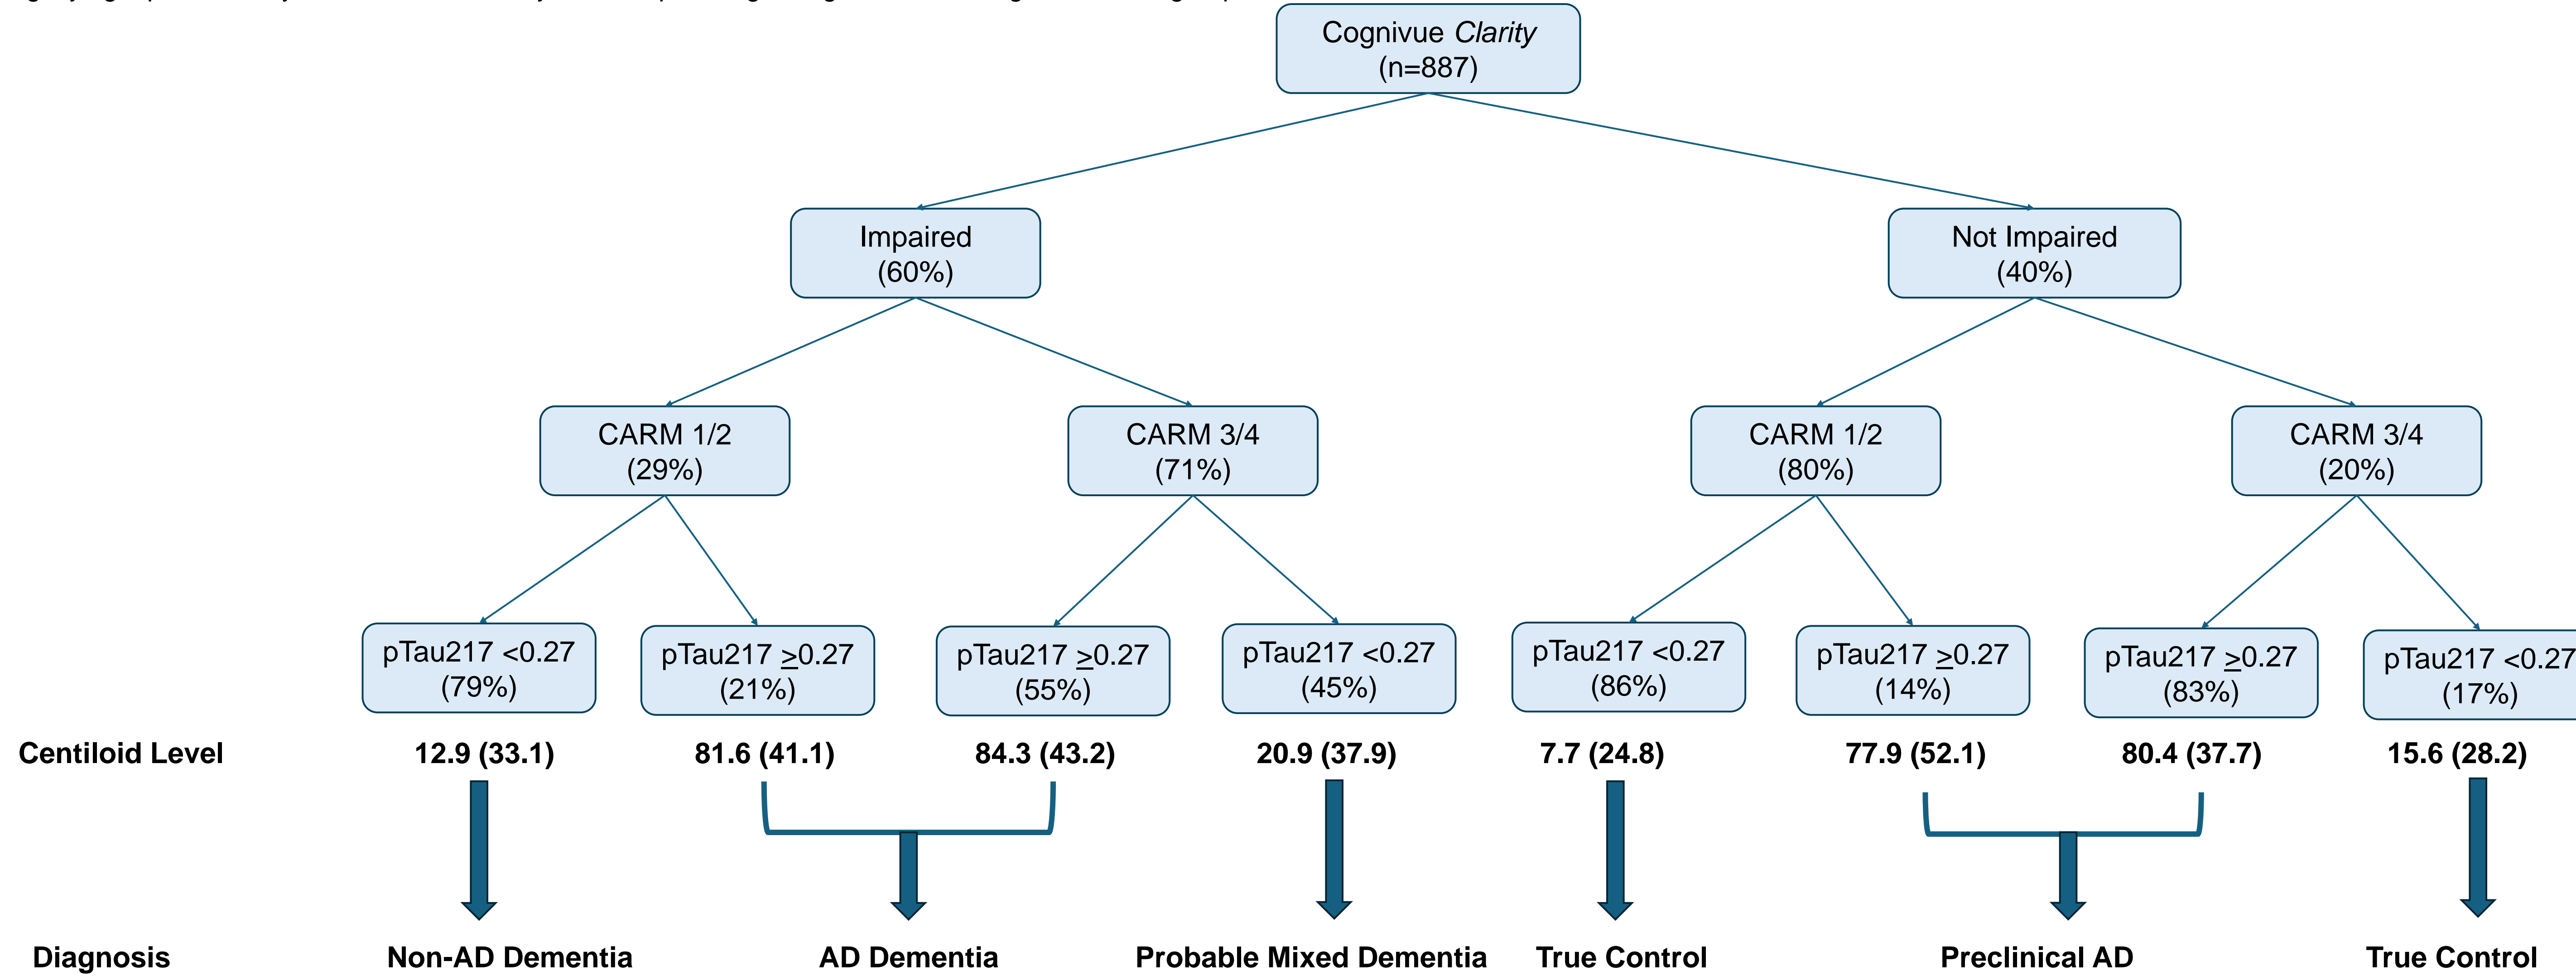 Cognivue Clarity
(n=887)
Impaired
(60%)
Not Impaired
(40%)
CARM 1/2
(29%)
CARM 3/4
(71%)
CARM 1/2
(80%)
CARM 3/4
(20%)
pTau217 <0.27
(79%)
pTau217 ≥0.27
(21%)
pTau217 ≥0.27
(55%)
pTau217 <0.27
(45%)
pTau217 <0.27
(86%)
pTau217 ≥0.27
(14%)
pTau217 ≥0.27
(83%)
pTau217 <0.27
(17%)
Centiloid Level 12.9 (33.1) 81.6 (41.1) 84.3 (43.2) 20.9 (37.9) 7.7 (24.8) 77.9 (52.1) 80.4 (37.7) 15.6 (28.2)
Diagnosis Non-AD Dementia AD Dementia Probable Mixed Dementia True Control Preclinical AD True Control